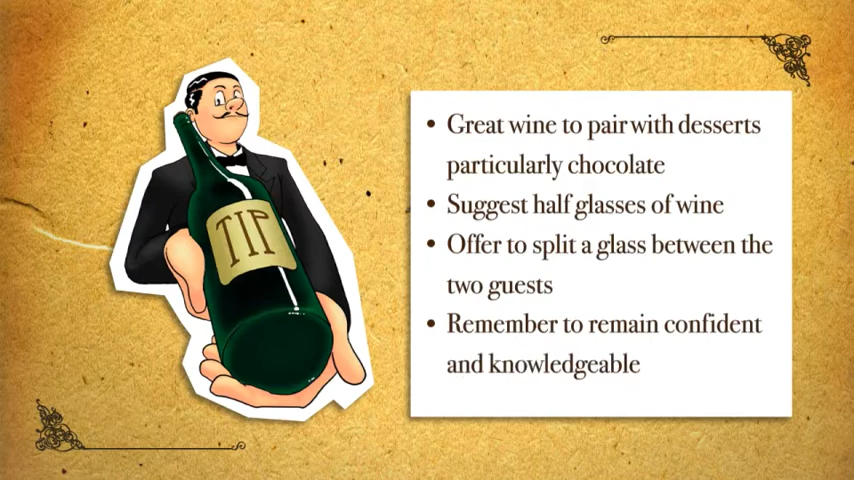 TIP
• Great wine to pair with desserts
particularly chocolate
• Suggest half glasses of wine
• Offer to split a glass between the
two guests
• Remember to remain confident
and knowledgeable